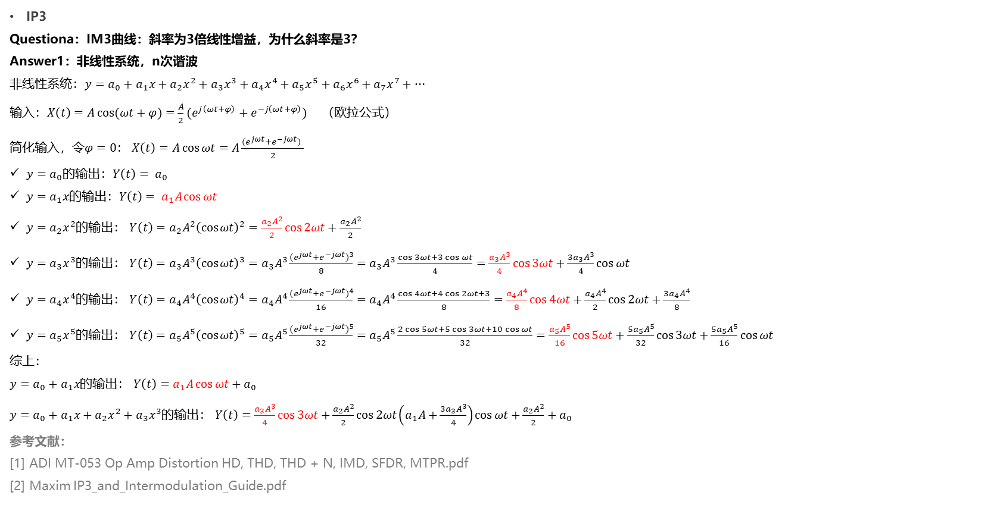 • IP3
Questiona：IM3曲线：斜率为3倍线性增益，为什么斜率是3?
Answer1：非线性系统，n次谐波
非线性系统：$y = a_0 + a_1x + a_2x^2 + a_3x^3 + a_4x^4 + a_5x^5 + a_6x^6 + a_7x^7 + \cdots$
输入：$X(t) = A\cos(\omega t + \varphi) = \frac{A}{2}(e^{j(\omega t+\varphi)} + e^{-j(\omega t+\varphi)})$ （欧拉公式）
简化输入，令$\varphi = 0$： $X(t) = A\cos\omega t = A\frac{(e^{j\omega t}+e^{-j\omega t})}{2}$
✓ $y = a_0$的输出：$Y(t) = a_0$
✓ $y = a_1x$的输出：$Y(t) = a_1A\cos\omega t$
✓ $y = a_2x^2$的输出： $Y(t) = a_2A^2(\cos\omega t)^2 = \frac{a_2A^2}{2}\cos 2\omega t + \frac{a_2A^2}{2}$
✓ $y = a_3x^3$的输出： $Y(t) = a_3A^3(\cos\omega t)^3 = a_3A^3\frac{(e^{j\omega t}+e^{-j\omega t})^3}{8} = a_3A^3\frac{\cos 3\omega t+3\cos\omega t}{4} = \frac{a_3A^3}{4}\cos 3\omega t + \frac{3a_3A^3}{4}\cos\omega t$
✓ $y = a_4x^4$的输出： $Y(t) = a_4A^4(\cos\omega t)^4 = a_4A^4\frac{(e^{j\omega t}+e^{-j\omega t})^4}{16} = a_4A^4\frac{\cos 4\omega t+4\cos 2\omega t+3}{8} = \frac{a_4A^4}{8}\cos 4\omega t + \frac{a_4A^4}{2}\cos 2\omega t + \frac{3a_4A^4}{8}$
✓ $y = a_5x^5$的输出： $Y(t) = a_5A^5(\cos\omega t)^5 = a_5A^5\frac{(e^{j\omega t}+e^{-j\omega t})^5}{32} = a_5A^5\frac{2\cos 5\omega t+5\cos 3\omega t+10\cos\omega t}{32} = \frac{a_5A^5}{16}\cos 5\omega t + \frac{5a_5A^5}{32}\cos 3\omega t + \frac{5a_5A^5}{16}\cos\omega t$
综上：
$y = a_0 + a_1x$的输出： $Y(t) = a_1A\cos\omega t + a_0$
$y = a_0 + a_1x + a_2x^2 + a_3x^3$的输出： $Y(t) = \frac{a_3A^3}{4}\cos 3\omega t + \frac{a_2A^2}{2}\cos 2\omega t\left(a_1A + \frac{3a_3A^3}{4}\right)\cos\omega t + \frac{a_2A^2}{2} + a_0$
参考文献：
[1] ADI MT-053 Op Amp Distortion HD, THD, THD + N, IMD, SFDR, MTPR.pdf
[2] Maxim IP3_and_Intermodulation_Guide.pdf